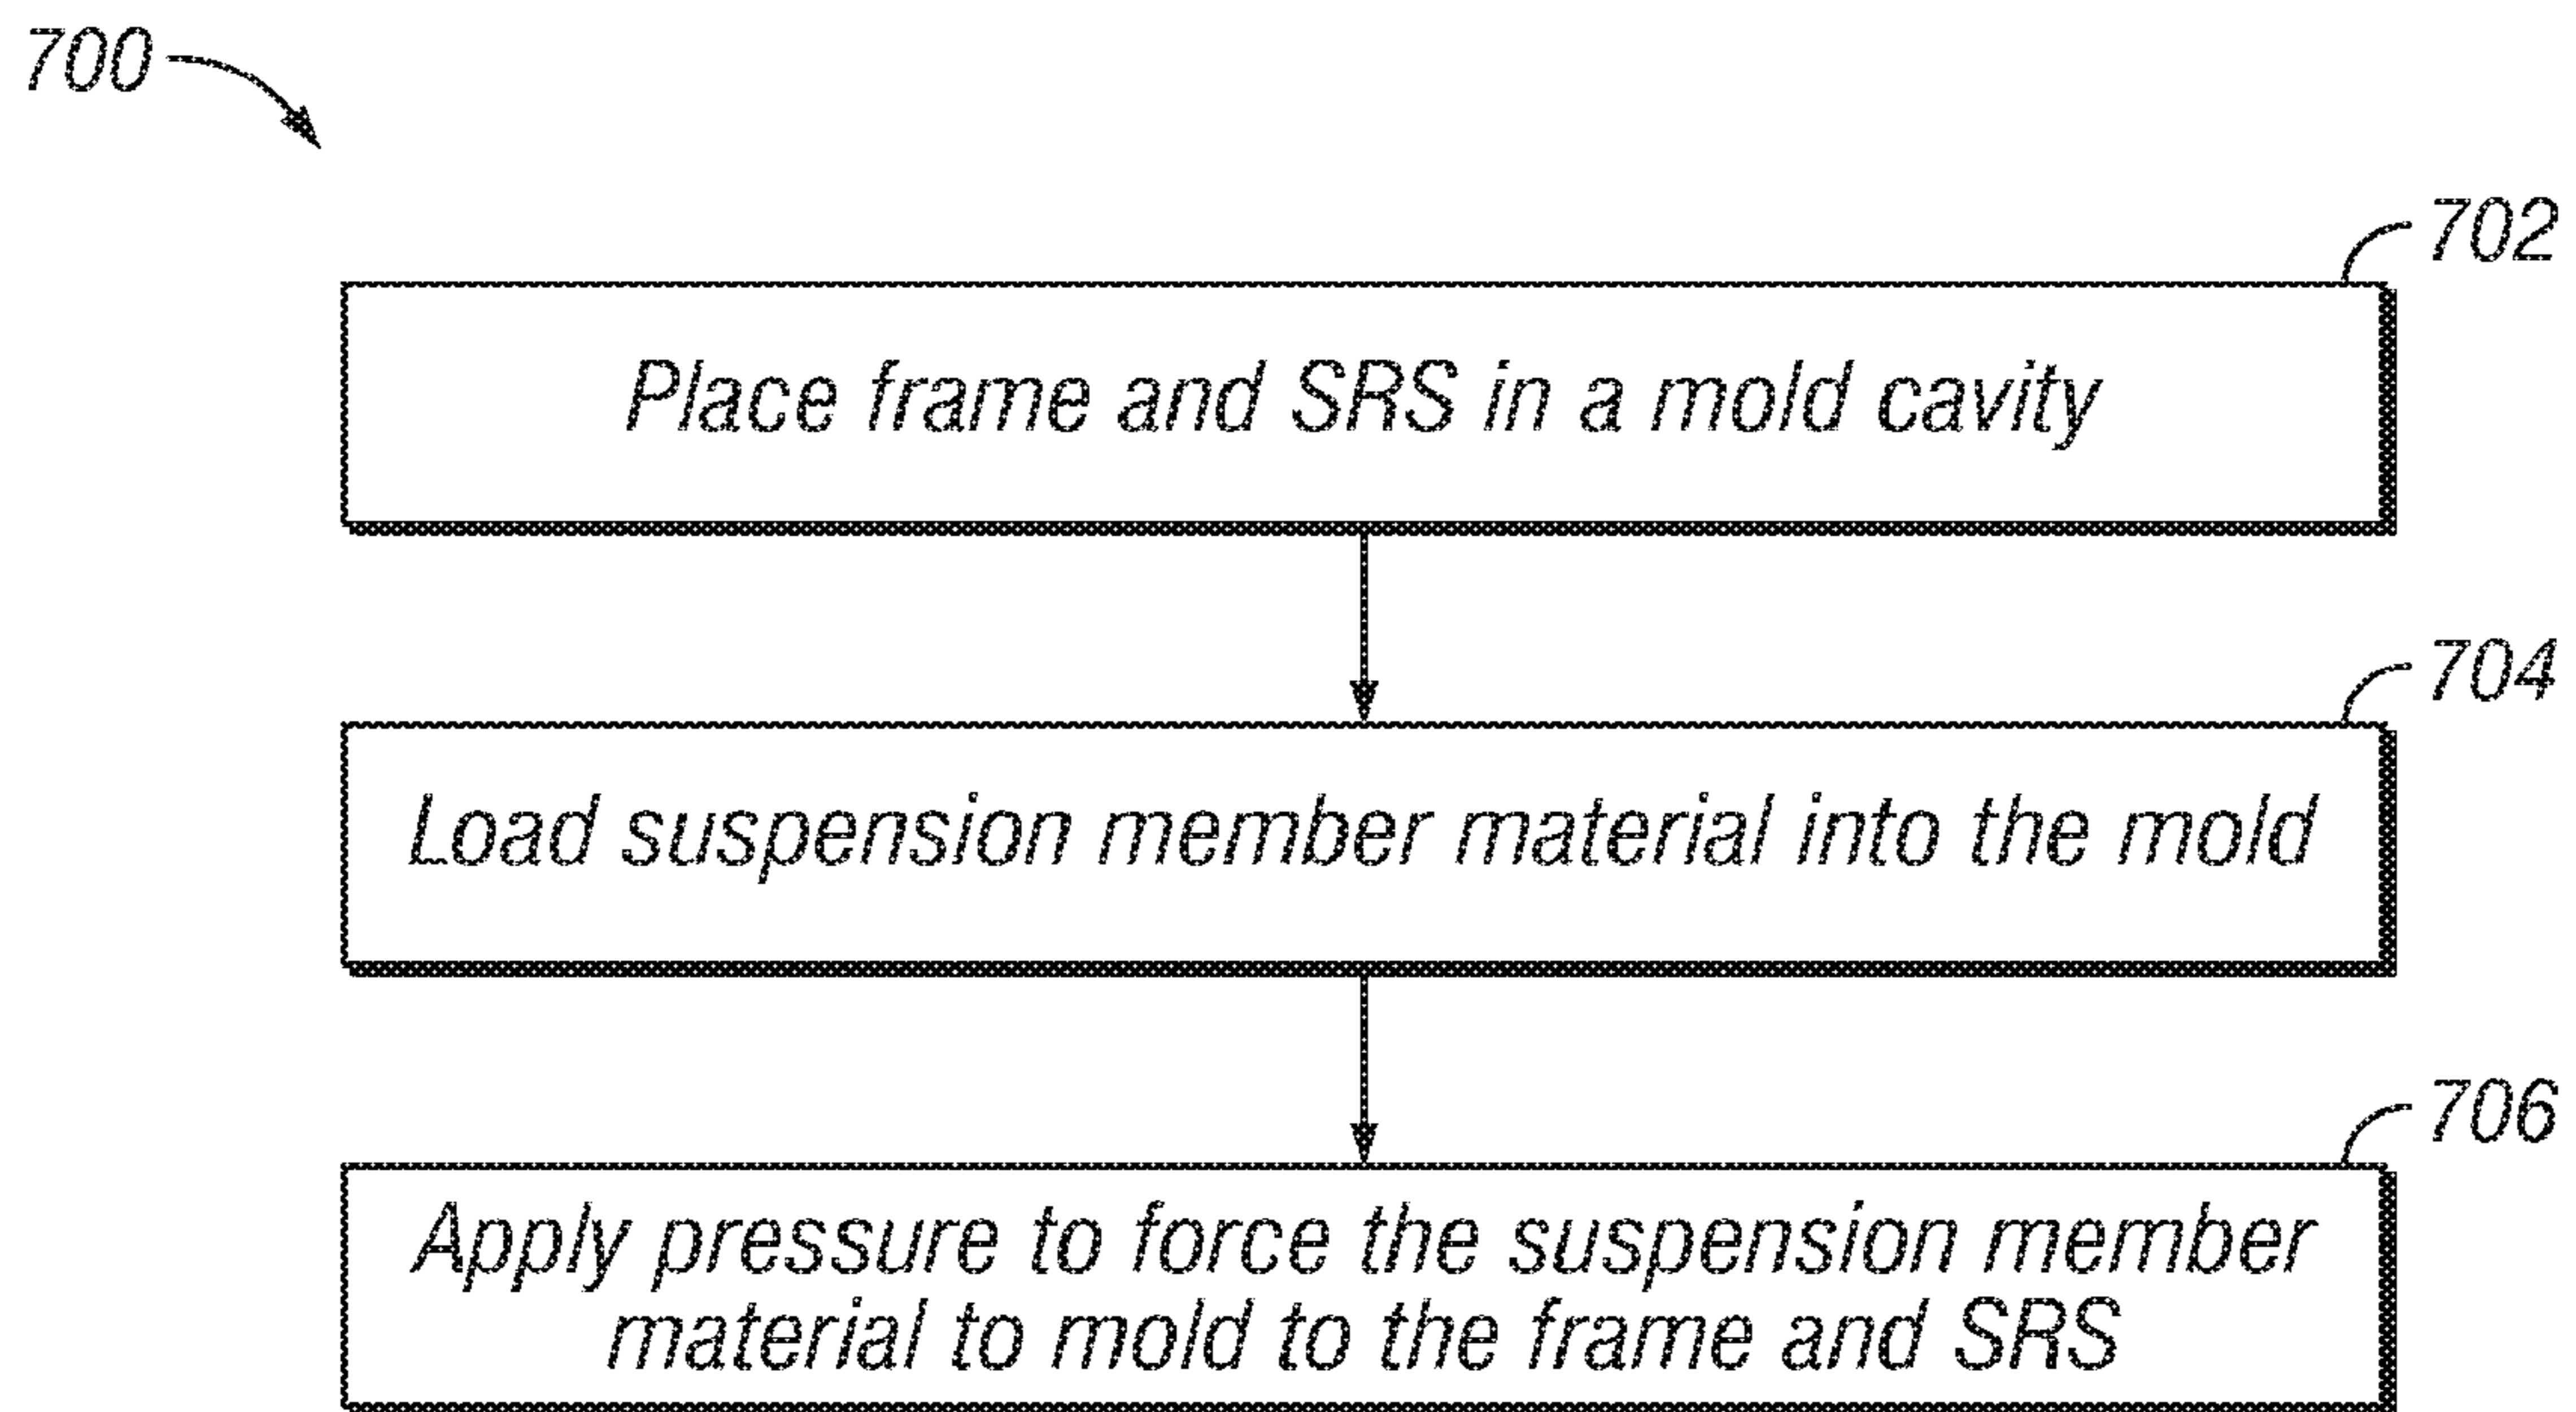 700
702
Place frame and SRS in a mold cavity
704
Load suspension member material into the mold
706
Apply pressure to force the suspension member
material to mold to the frame and SRS